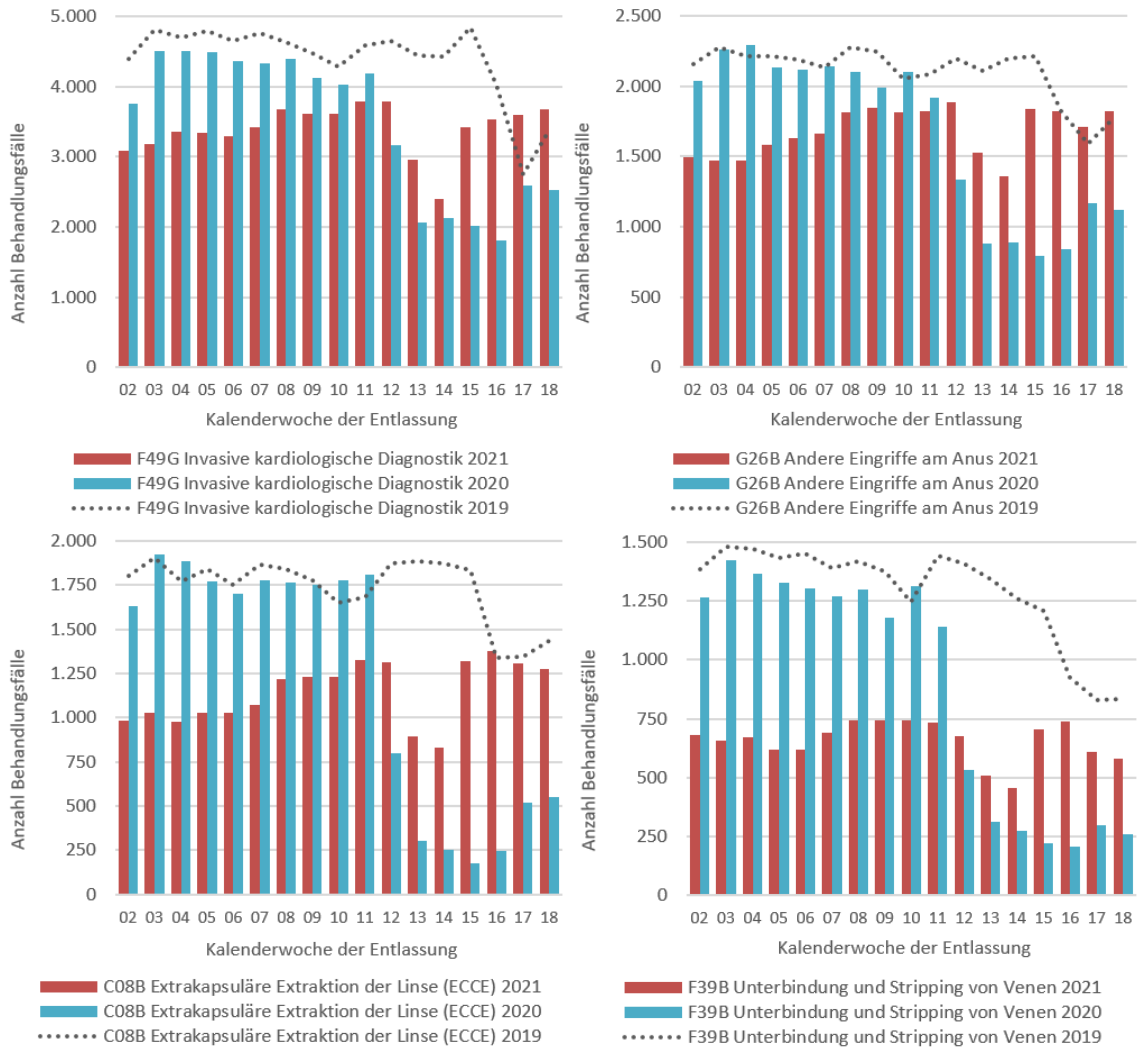 5.000
4.000
3.000
2.000
1.000
0
Anzahl Behandlungsfälle
02 03 04 05 06 07 08 09 10 11 12 13 14 15 16 17 18
Kalenderwoche der Entlassung
F49G Invasive kardiologische Diagnostik 2021
F49G Invasive kardiologische Diagnostik 2020
F49G Invasive kardiologische Diagnostik 2019
2.500
2.000
1.500
1.000
500
0
Anzahl Behandlungsfälle
02 03 04 05 06 07 08 09 10 11 12 13 14 15 16 17 18
Kalenderwoche der Entlassung
G26B Andere Eingriffe am Anus 2021
G26B Andere Eingriffe am Anus 2020
G26B Andere Eingriffe am Anus 2019
2.000
1.750
1.500
1.250
1.000
750
500
250
0
Anzahl Behandlungsfälle
02 03 04 05 06 07 08 09 10 11 12 13 14 15 16 17 18
Kalenderwoche der Entlassung
C08B Extrakapsuläre Extraktion der Linse (ECCE) 2021
C08B Extrakapsuläre Extraktion der Linse (ECCE) 2020
C08B Extrakapsuläre Extraktion der Linse (ECCE) 2019
1.500
1.250
1.000
750
500
250
0
Anzahl Behandlungsfälle
02 03 04 05 06 07 08 09 10 11 12 13 14 15 16 17 18
Kalenderwoche der Entlassung
F39B Unterbindung und Stripping von Venen 2021
F39B Unterbindung und Stripping von Venen 2020
F39B Unterbindung und Stripping von Venen 2019